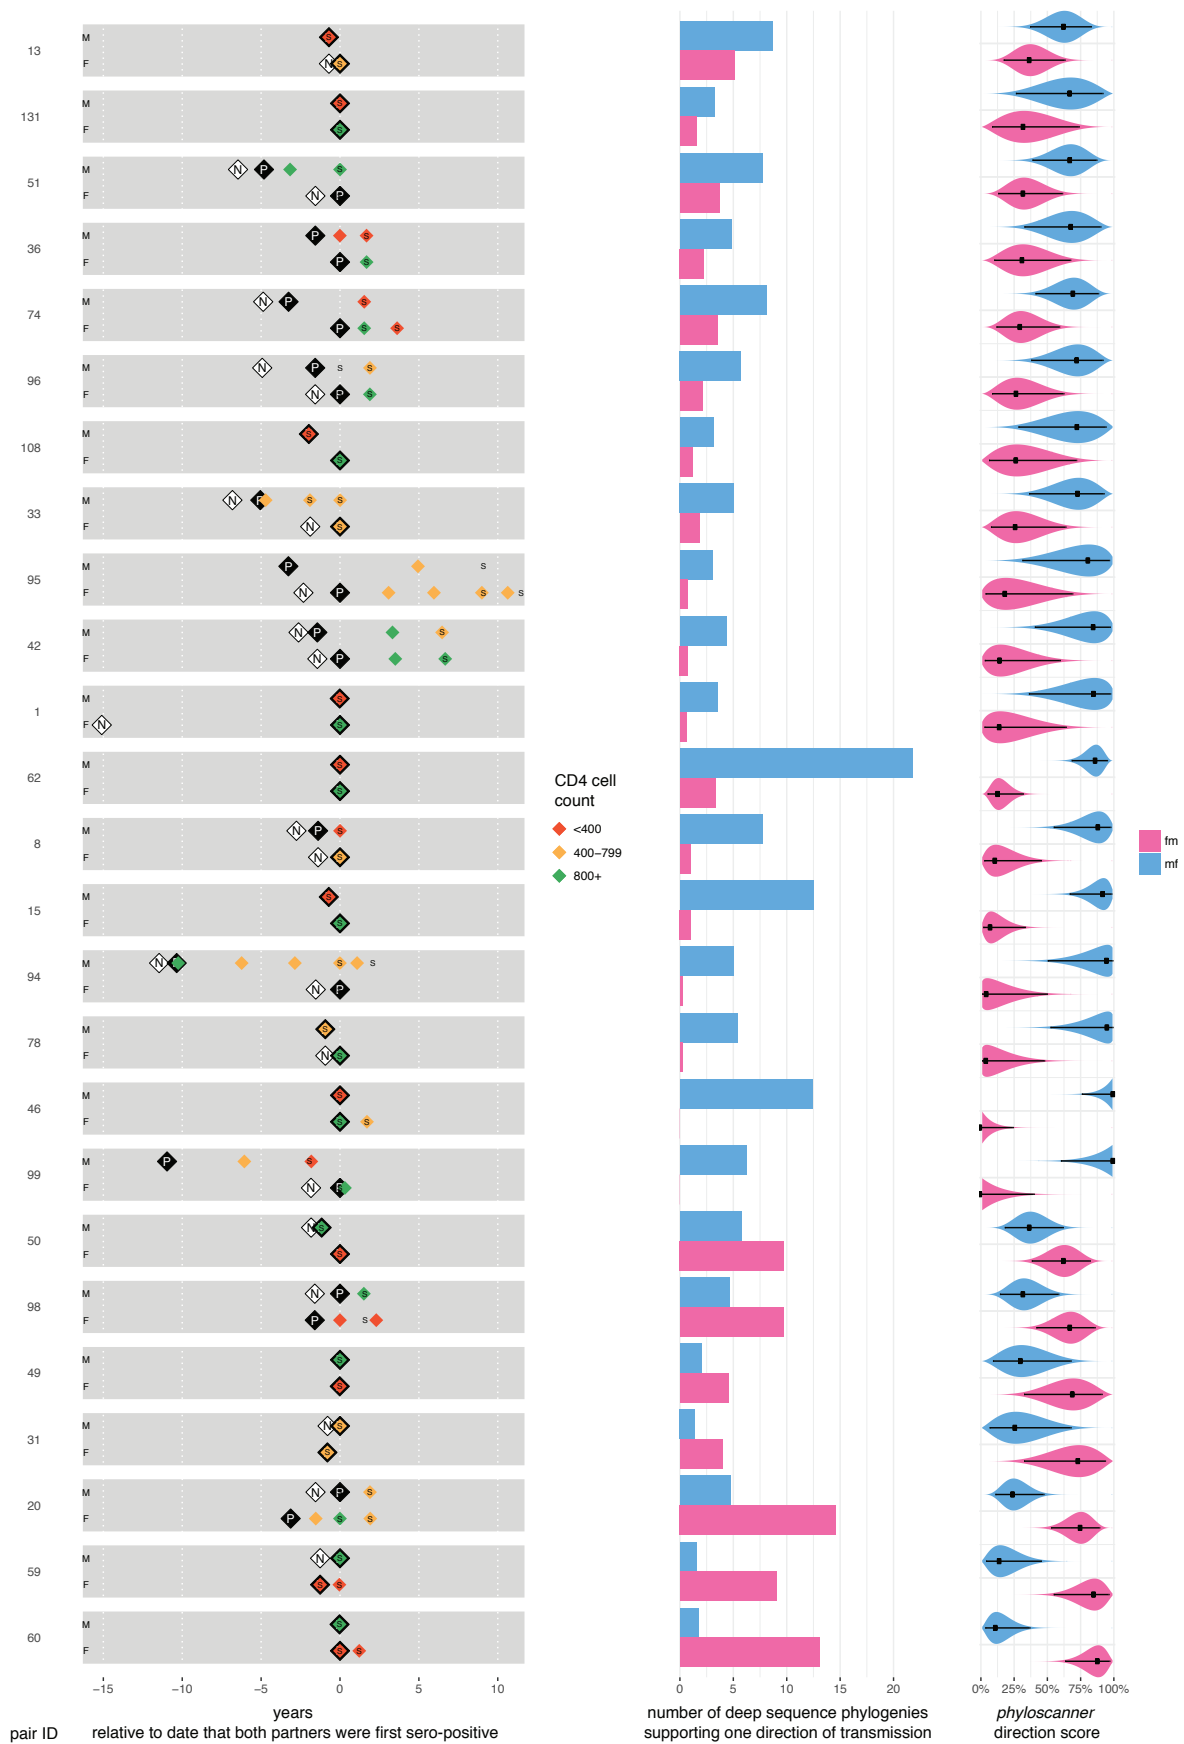 13
M
S
F
N S
131
M
S
F
S
51
M
N P S
F
N P
36
M
P S
F
P S
74
M
N P S
F
P S S
96
M
N P S S
F
N P S
108
M
S
F
S
33
M
N P S S
F
N S
95
M
P S
F
N P S S
42
M
N P S
F
N P S
1
M
S
F
N S
62
M
S
F
S
8
M
N P S
F
N S
15
M
S
F
S
94
M
N S S
F
N P
78
M
S
F
N S
46
M
S
F
S S
99
M
P S
F
N P
50
M
N S
F
S
98
M
N P S
F
P S
49
M
S
F
S
31
M
N S
F
S
20
M
N P S
F
P S S
59
M
N S
F
S S
60
M
S
F
S S
CD4 cell
count
<400
400−799
800+
fm
mf
−15 −10 −5 0 5 10
0 5 10 15 20
0% 25% 50% 75% 100%
pair ID
years
relative to date that both partners were first sero-positive
number of deep sequence phylogenies
supporting one direction of transmission
phyloscanner
direction score